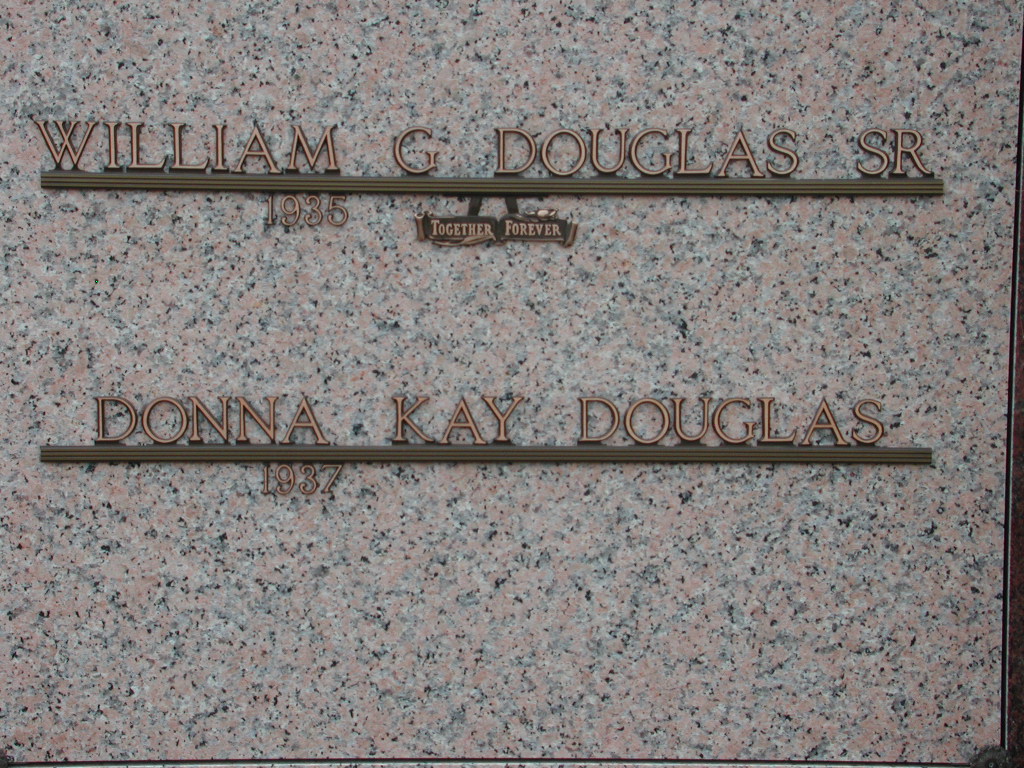 WILLIAM G DOUGLAS SR
1935
TOGETHER FOREVER
DONNA KAY DOUGLAS
1937